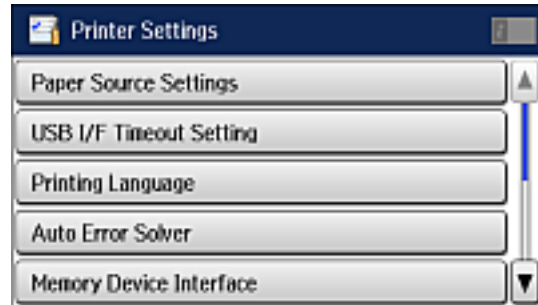 Printer Settings
Paper Source Settings
USB I/F Timeout Setting
Printing Language
Auto Error Solver
Memory Device Interface